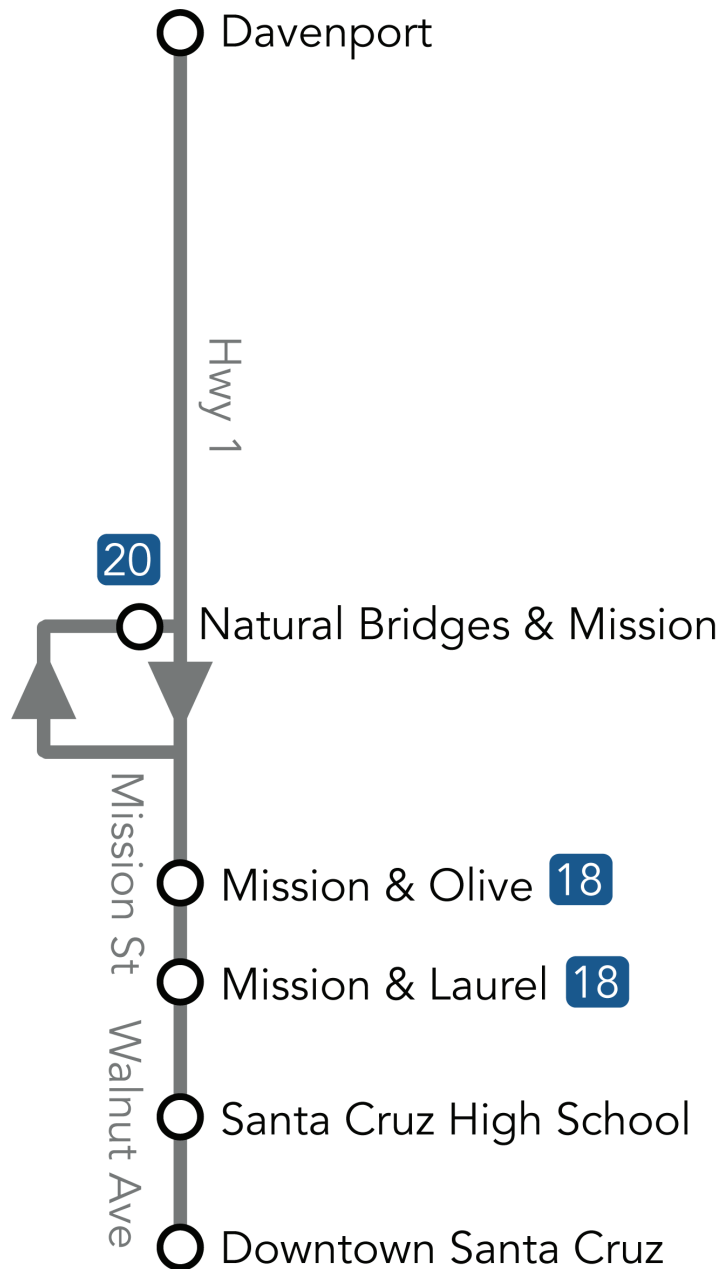 Davenport
Hwy 1
20
Natural Bridges & Mission
Mission St
Mission & Olive 18
Mission & Laurel 18
Walnut Ave
Santa Cruz High School
Downtown Santa Cruz